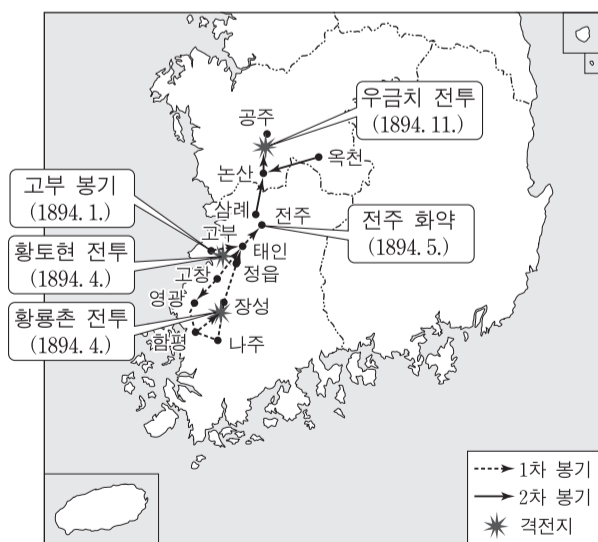 우금치 전투
(1894. 11.)
공주
옥천
논산
고부 봉기
(1894. 1.)
삼례
전주
전주 화약
(1894. 5.)
고부
태인
황토현 전투
(1894. 4.)
정읍
고창
영광
장성
황룡촌 전투
(1894. 4.)
함평
나주
1차 봉기
2차 봉기
격전지